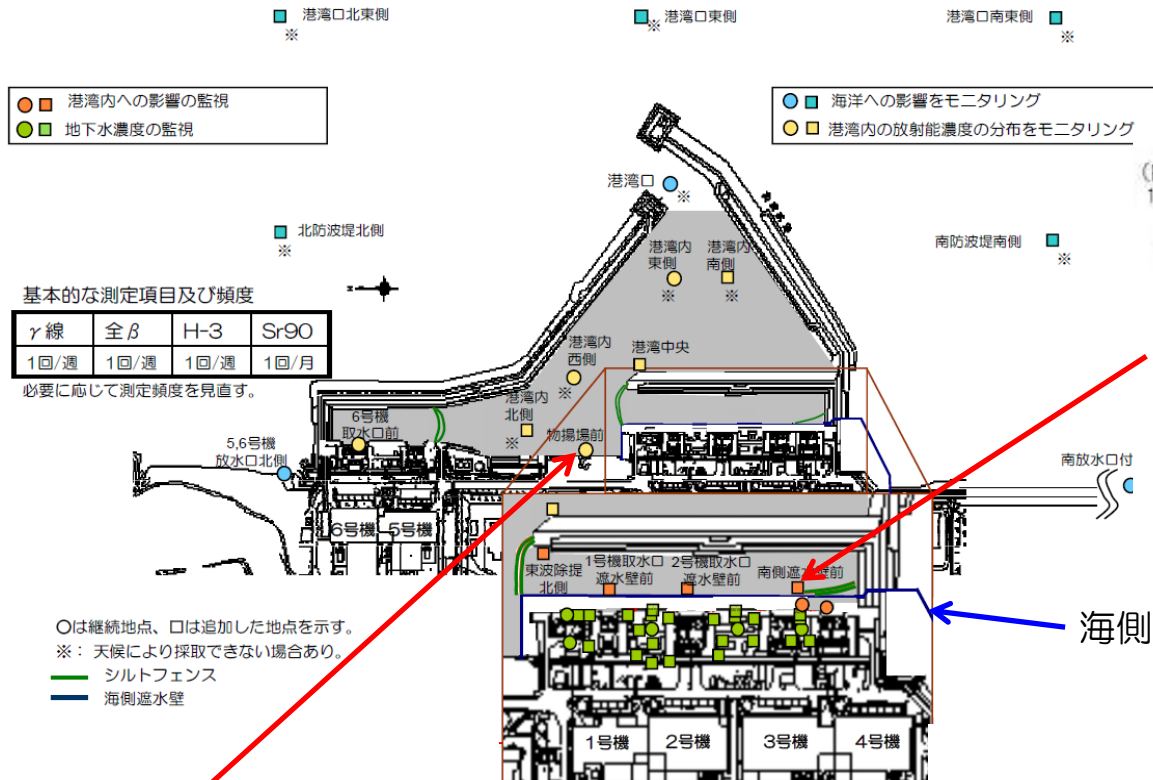 港湾口北東側
※
港湾口東側
※
港湾口南東側
※
港湾内への影響の監視
地下水濃度の監視
海洋への影響をモニタリング
港湾内の放射能濃度の分布をモニタリング
港湾口
※
北防波堤北側
※
南防波堤南側
※
港湾内
東側
※
港湾内
南側
※
基本的な測定項目及び頻度
γ線 全β H-3 Sr90
1回/週 1回/週 1回/週 1回/月
必要に応じて測定頻度を見直す。
港湾内
西側
※
港湾中央
港湾内
北側
※
6号機
取水口前
物揚場前
5,6号機
放水口北側
南放水口付
6号機
5号機
東波除堤
北側
1号機取水口
遮水壁前
2号機取水口
遮水壁前
南側遮水壁前
海側
〇は継続地点、口は追加した地点を示す。
※： 天候により採取できない場合あり。
シルトフェンス
海側遮水壁
1号機
2号機
3号機
4号機